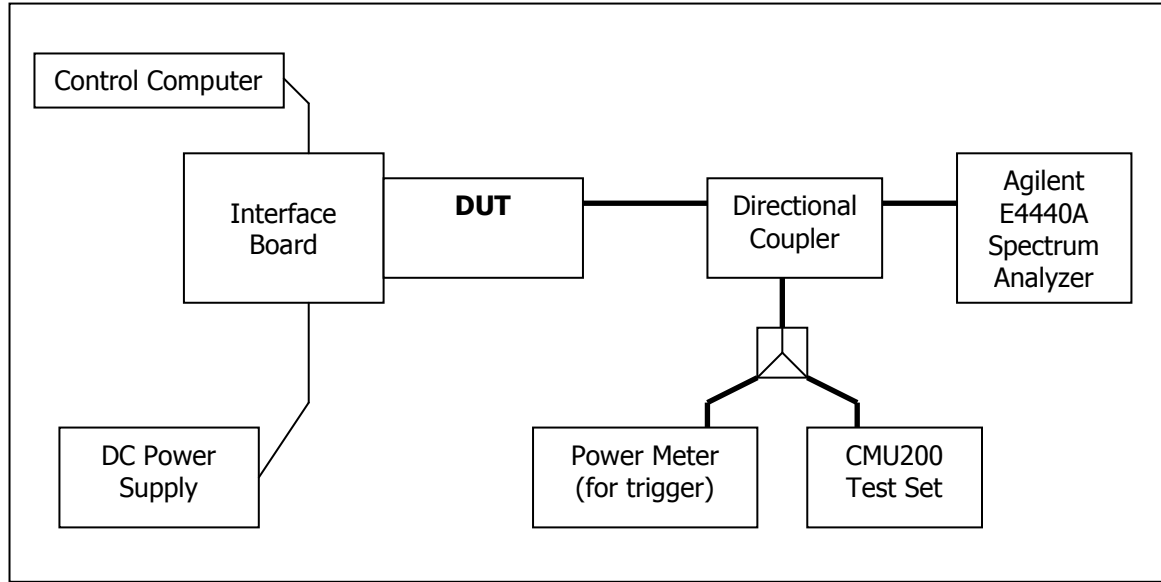 Control Computer
Interface
Board
DUT
Directional
Coupler
Agilent
E4440A
Spectrum
Analyzer
DC Power
Supply
Power Meter
(for trigger)
CMU200
Test Set